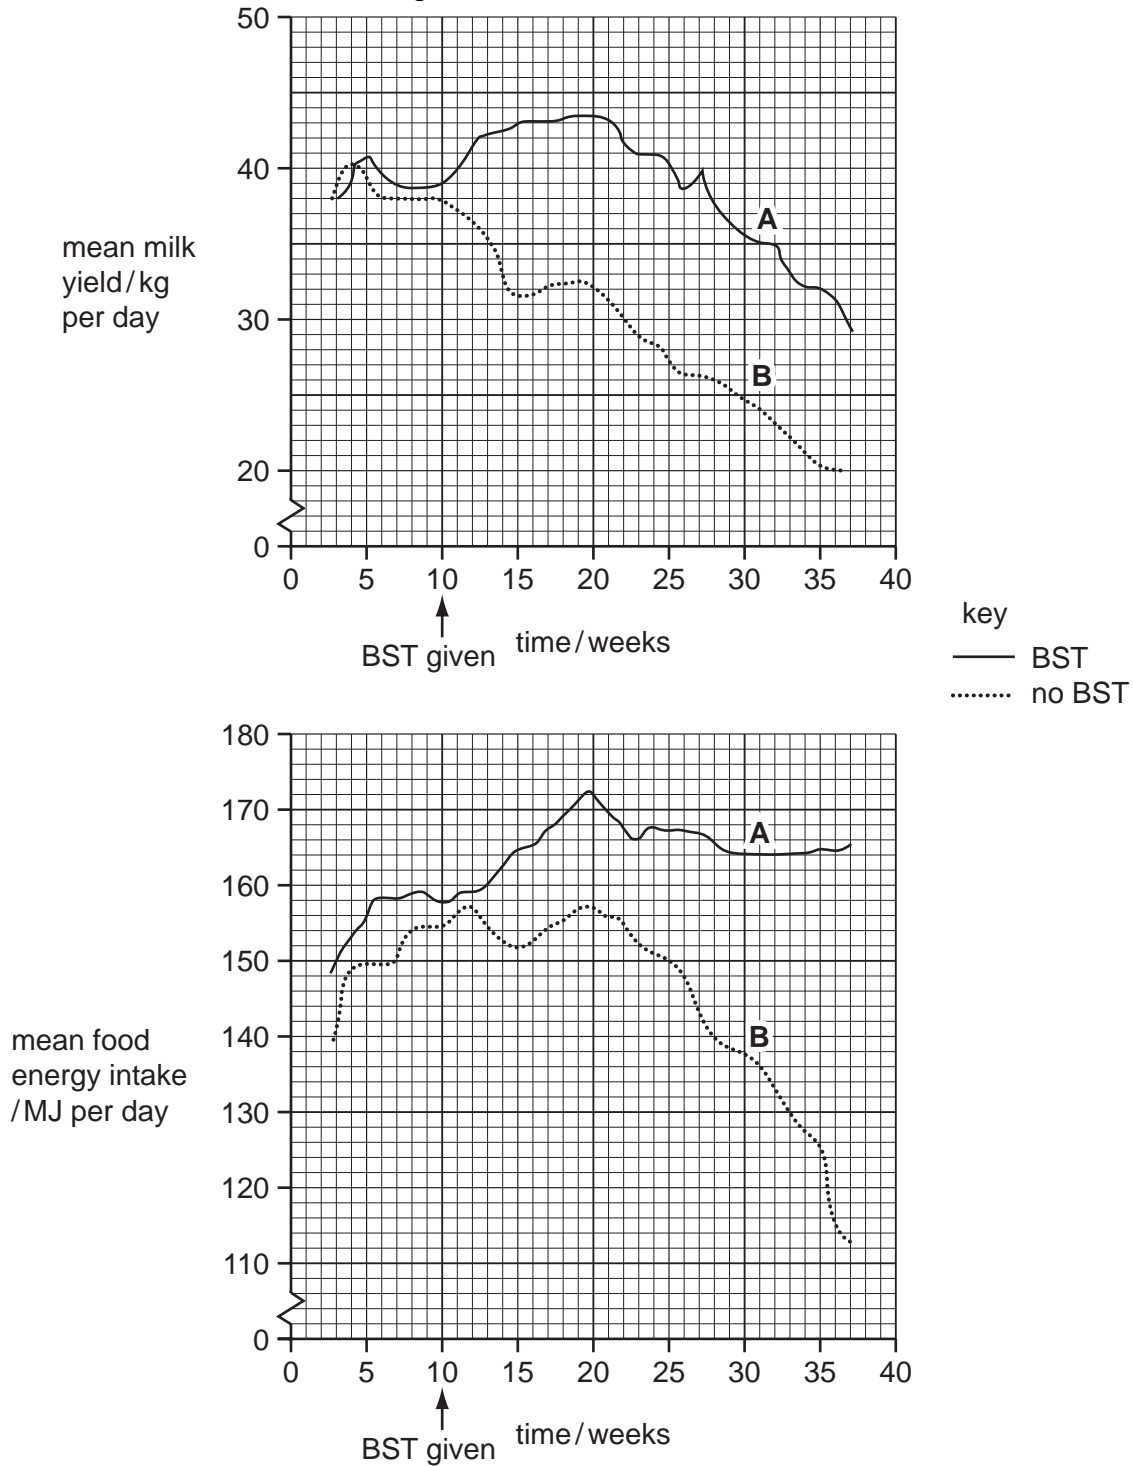 50
40
30
20
0
mean milk
yield / kg
per day
A
B
0 5 10 15 20 25 30 35 40
BST given
time / weeks
key
BST
no BST
180
170
160
150
140
130
120
110
0
mean food
energy intake
/ MJ per day
A
B
0 5 10 15 20 25 30 35 40
BST given
time / weeks